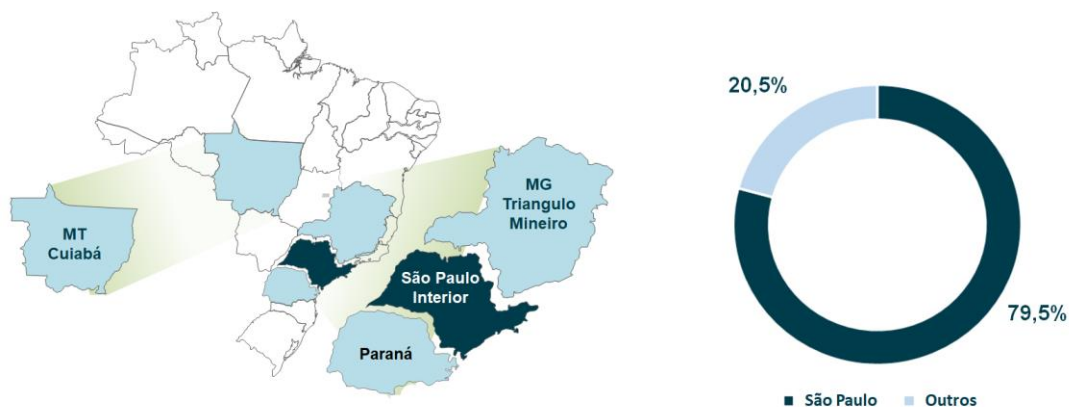 MT
Cuiabá
MG
Triangulo
Mineiro
São Paulo
Interior
Paraná
20,5%
79,5%
São Paulo
Outros